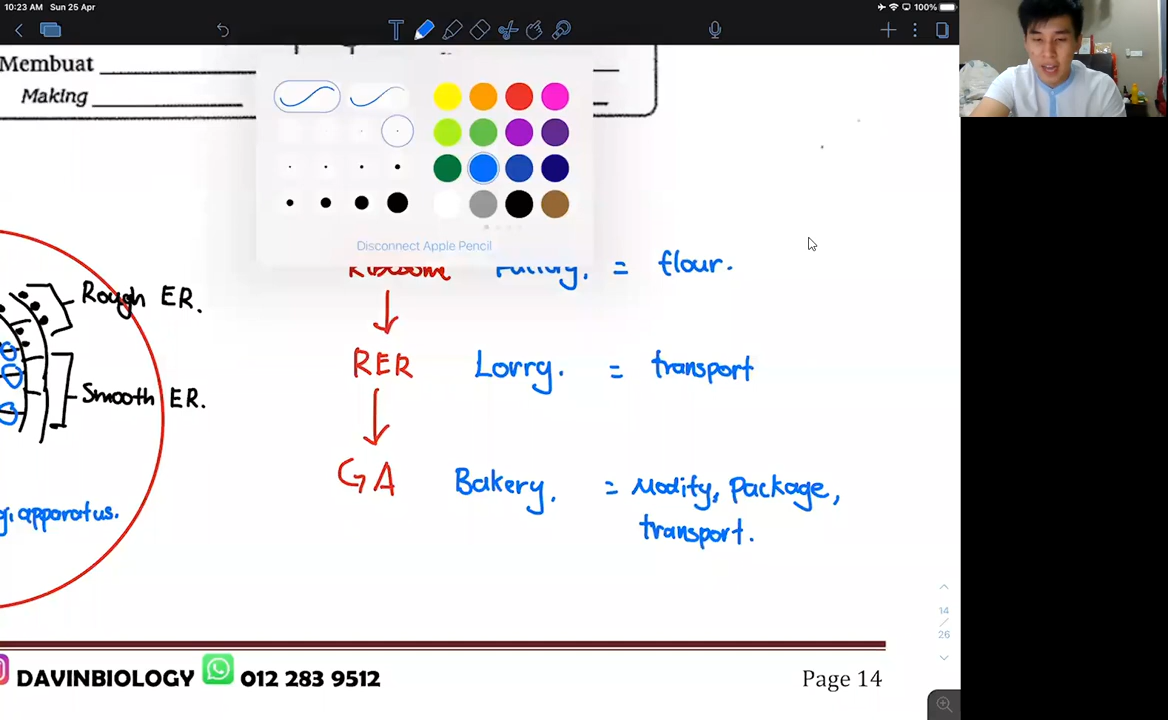 10:23 AM Sun 25 Apr
100%
Membuat
Making
Disconnect Apple Pencil
= flour.
Rough ER.
RER Lorry. = transport
Smooth ER.
GA Bakery. = Modify, package,
transport.
apparatus.
14
/
26
DAVINBIOLOGY 012 283 9512
Page 14